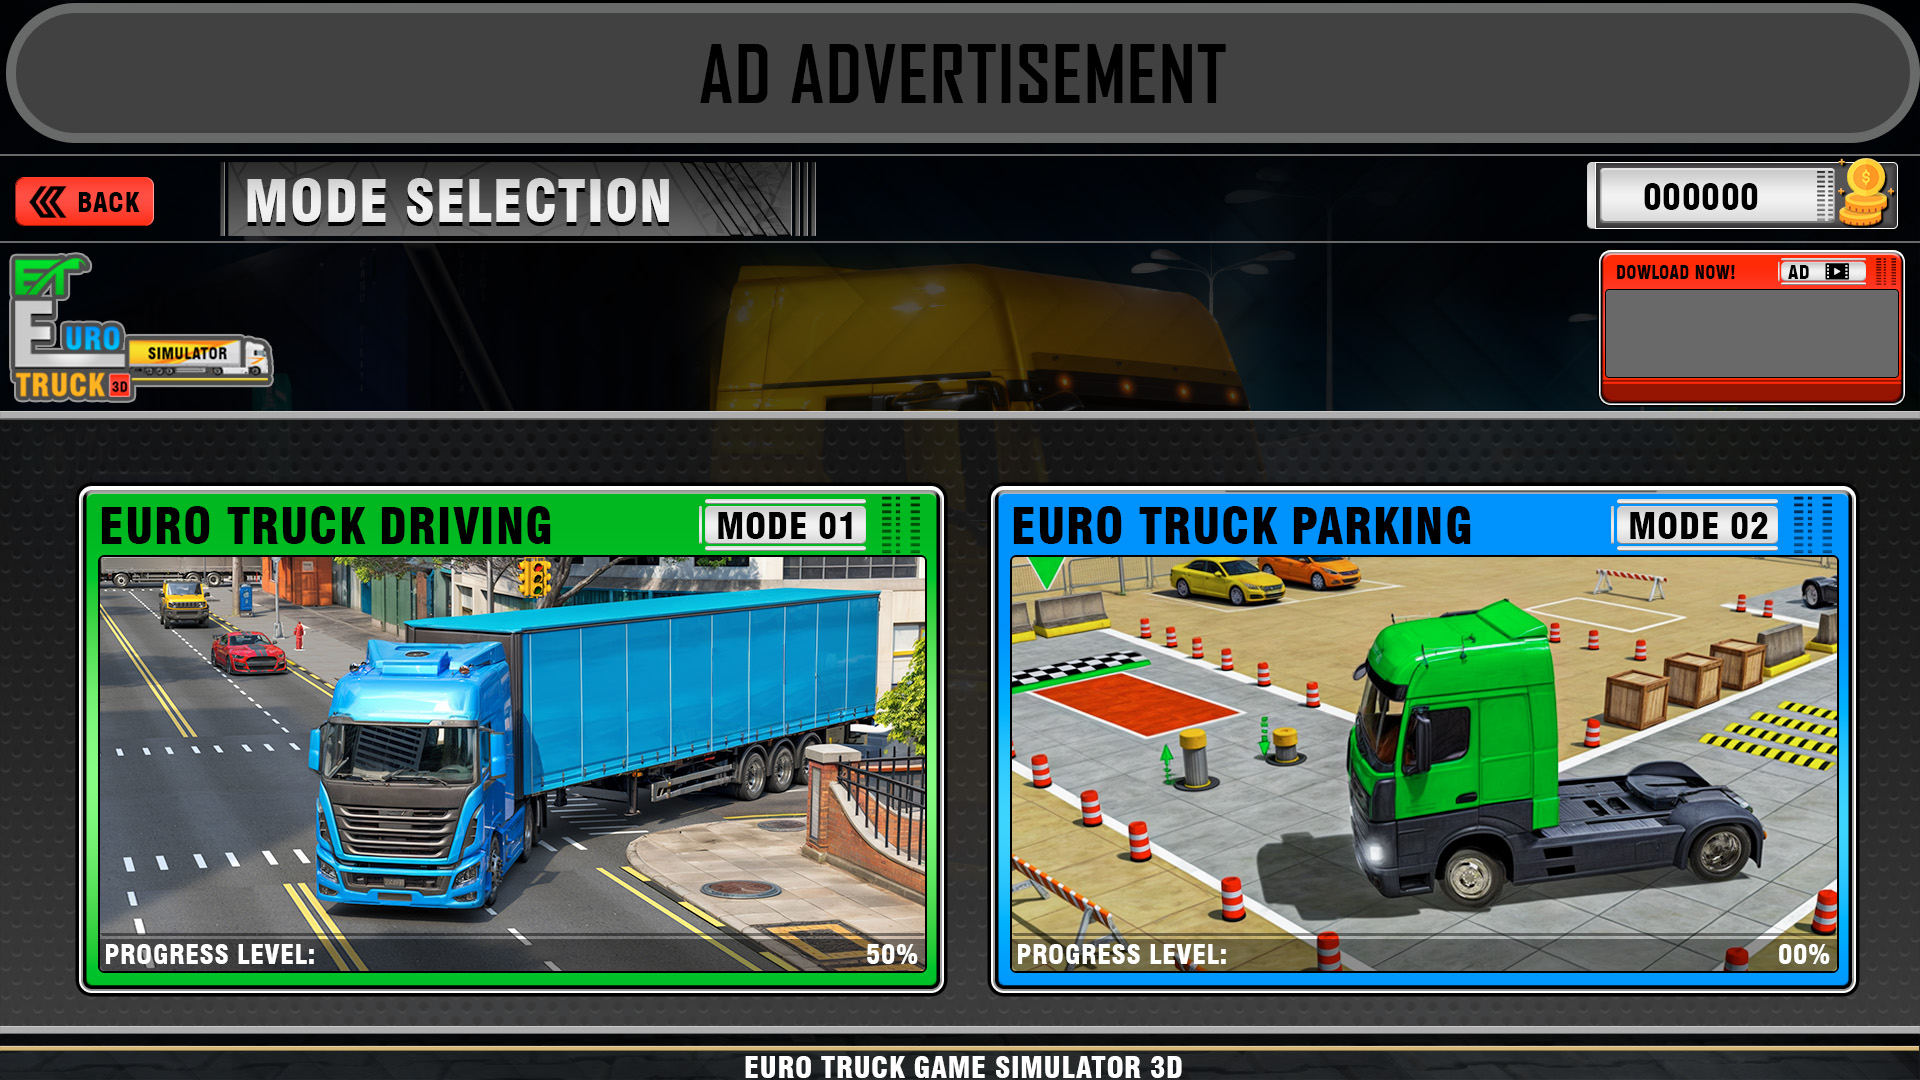 AD ADVERTISEMENT
BACK
MODE SELECTION
000000
$
ET
EURO
SIMULATOR
TRUCK 3D
DOWLOAD NOW!
AD
EURO TRUCK DRIVING
MODE 01
PROGRESS LEVEL:
50%
EURO TRUCK PARKING
MODE 02
PROGRESS LEVEL:
00%
EURO TRUCK GAME SIMULATOR 3D